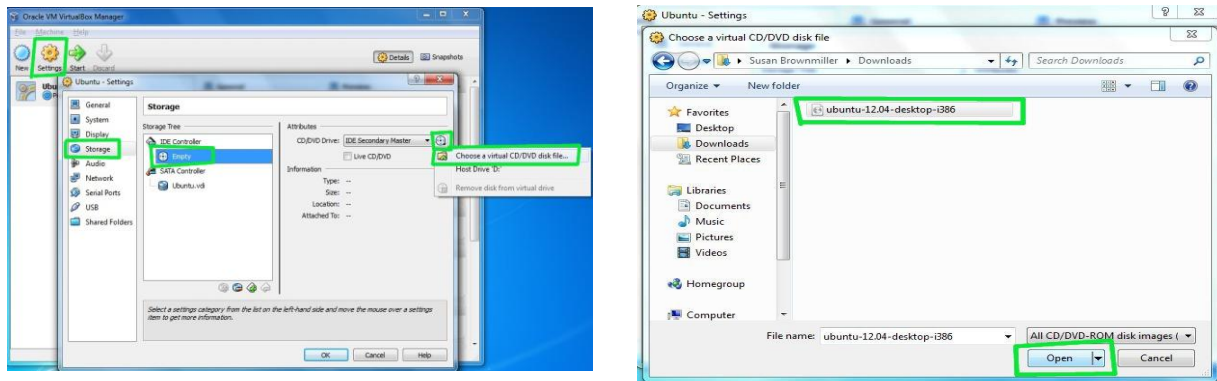 Oracle VM VirtualBox Manager
File Machine Help
New Settings Start Discard
Details Snapshots
Ubuntu - Settings
General
System
Display
Storage
Audio
Network
Serial Ports
USB
Shared Folders
Storage
Storage Tree
IDE Controller
Empty
SATA Controller
Ubuntu.vdi
Attributes
CD/DVD Drive: IDE Secondary Master
Live CD/DVD
Information
Type: --
Size: --
Location: --
Attached To: --
Choose a virtual CD/DVD disk file...
Host Drive 'D:'
Remove disk from virtual drive
Select a settings category from the list on the left-hand side and move the mouse over a settings
item to get more information.
OK Cancel Help
Ubuntu - Settings
Choose a virtual CD/DVD disk file
Susan Brownmiller Downloads
Search Downloads
Organize New folder
Favorites
Desktop
Downloads
Recent Places
Libraries
Documents
Music
Pictures
Videos
Homegroup
Computer
ubuntu-12.04-desktop-i386
File name: ubuntu-12.04-desktop-i386
All CD/DVD-ROM disk images (
Open Cancel